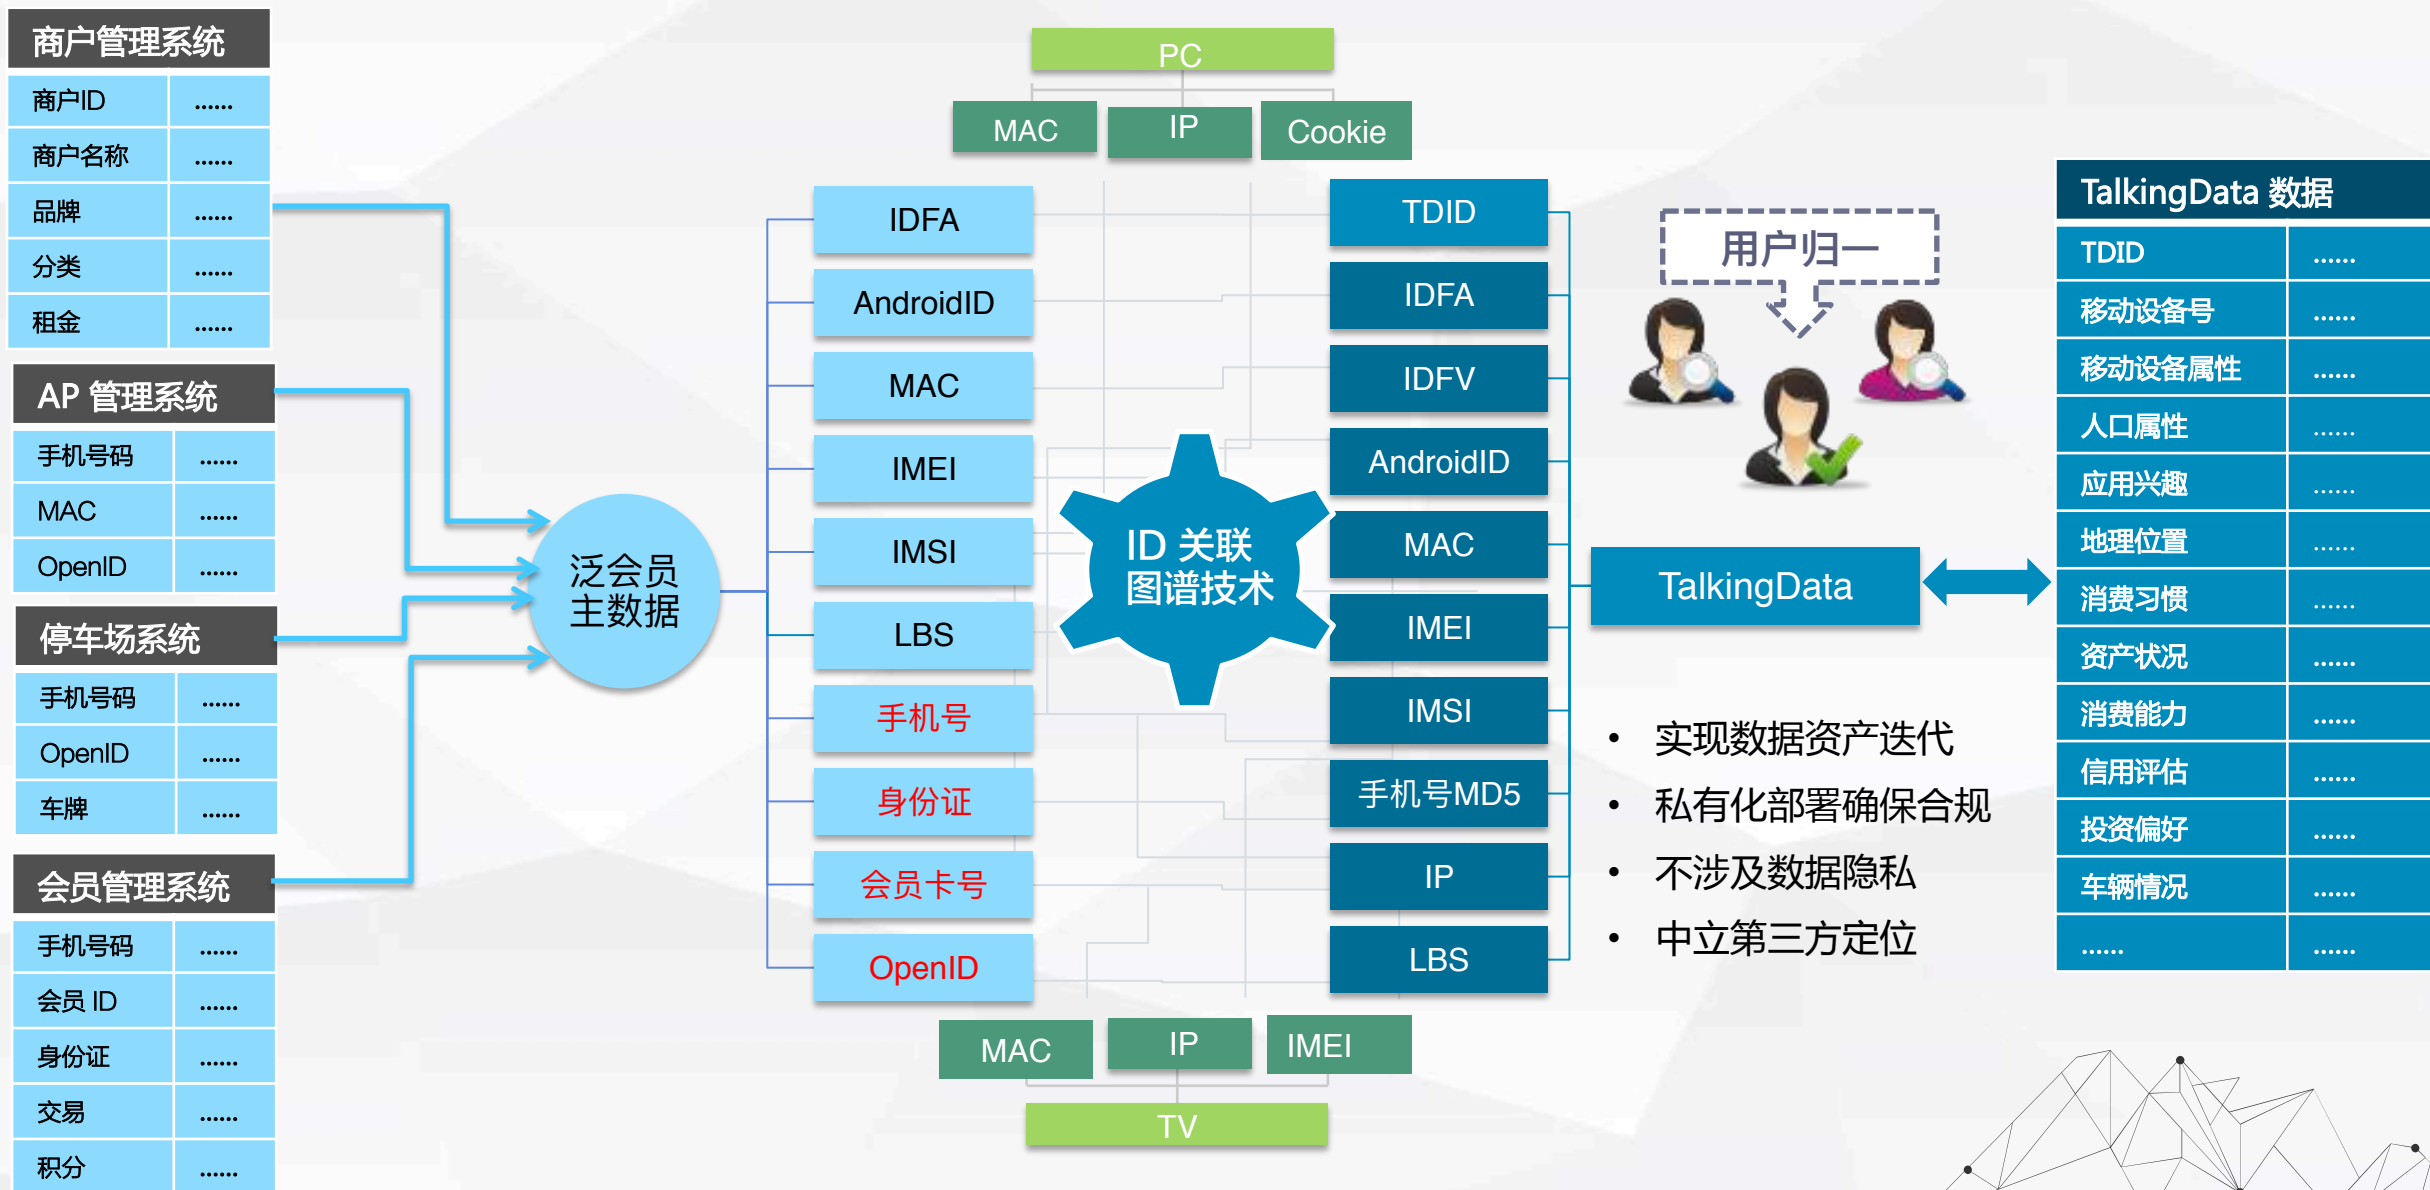 商户管理系统
商户ID ......
商户名称 ......
品牌 ......
分类 ......
租金 ......
AP 管理系统
手机号码 ......
MAC ......
OpenID ......
停车场系统
手机号码 ......
OpenID ......
车牌 ......
会员管理系统
手机号码 ......
会员 ID ......
身份证 ......
交易 ......
积分 ......
泛会员
主数据
PC
MAC IP Cookie
IDFA
AndroidID
MAC
IMEI
IMSI
LBS
手机号
身份证
会员卡号
OpenID
ID 关联
图谱技术
TDID
IDFA
IDFV
AndroidID
MAC
IMEI
IMSI
手机号MD5
IP
LBS
MAC IP IMEI
TV
用户归一
TalkingData
• 实现数据资产迭代
• 私有化部署确保合规
• 不涉及数据隐私
• 中立第三方定位
TalkingData 数据
TDID ......
移动设备号 ......
移动设备属性 ......
人口属性 ......
应用兴趣 ......
地理位置 ......
消费习惯 ......
资产状况 ......
消费能力 ......
信用评估 ......
投资偏好 ......
车辆情况 ......
...... ......